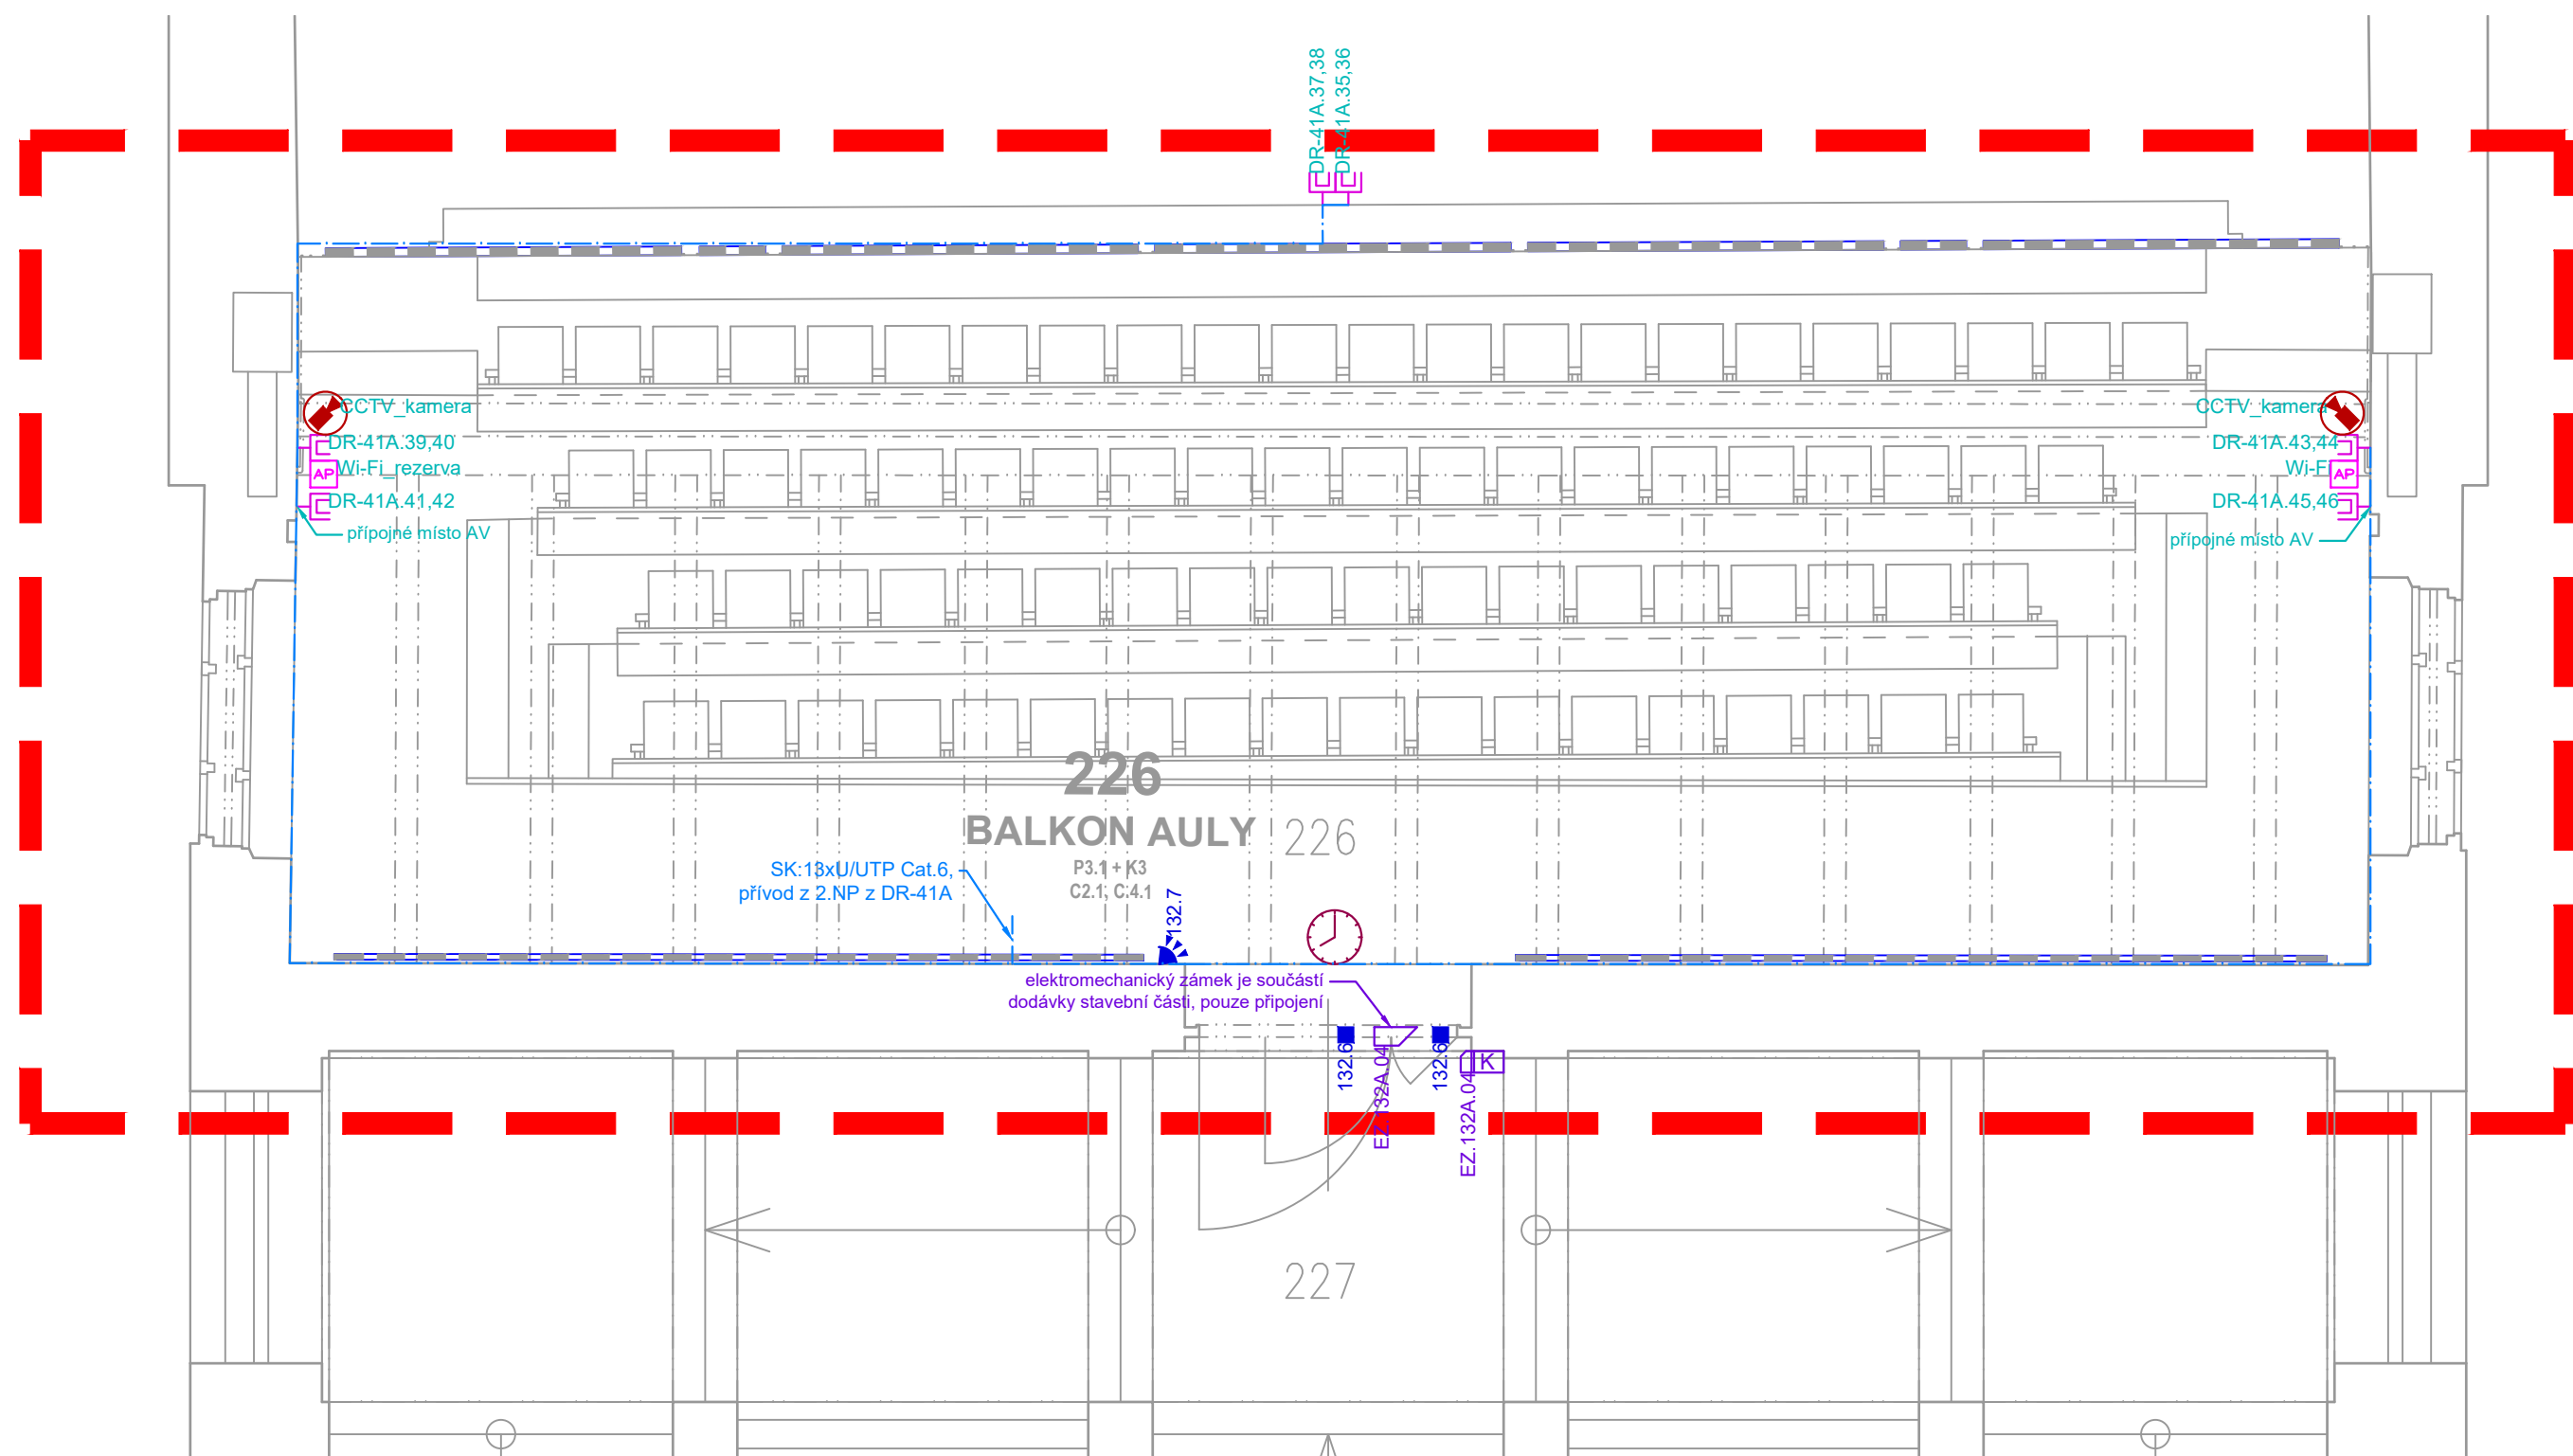 DR-41A.37,38
DR-41A.35,36
CCTV_kamera
DR-41A.39,40
AP Wi-Fi_rezerva
DR-41A.41,42
přípojné místo AV
CCTV_kamera
DR-41A.43,44
Wi-Fi AP
DR-41A.45,46
přípojné místo AV
226
BALKON AULY
226
P3.1 + K3
C2.1, C.4.1
SK:13xU/UTP Cat.6,
přívod z 2.NP z DR-41A
132.7
elektromechanický zámek je součástí
dodávky stavební části, pouze připojení
132.6
EZ.132A.04
132.6
EZ.132A.04
K
227